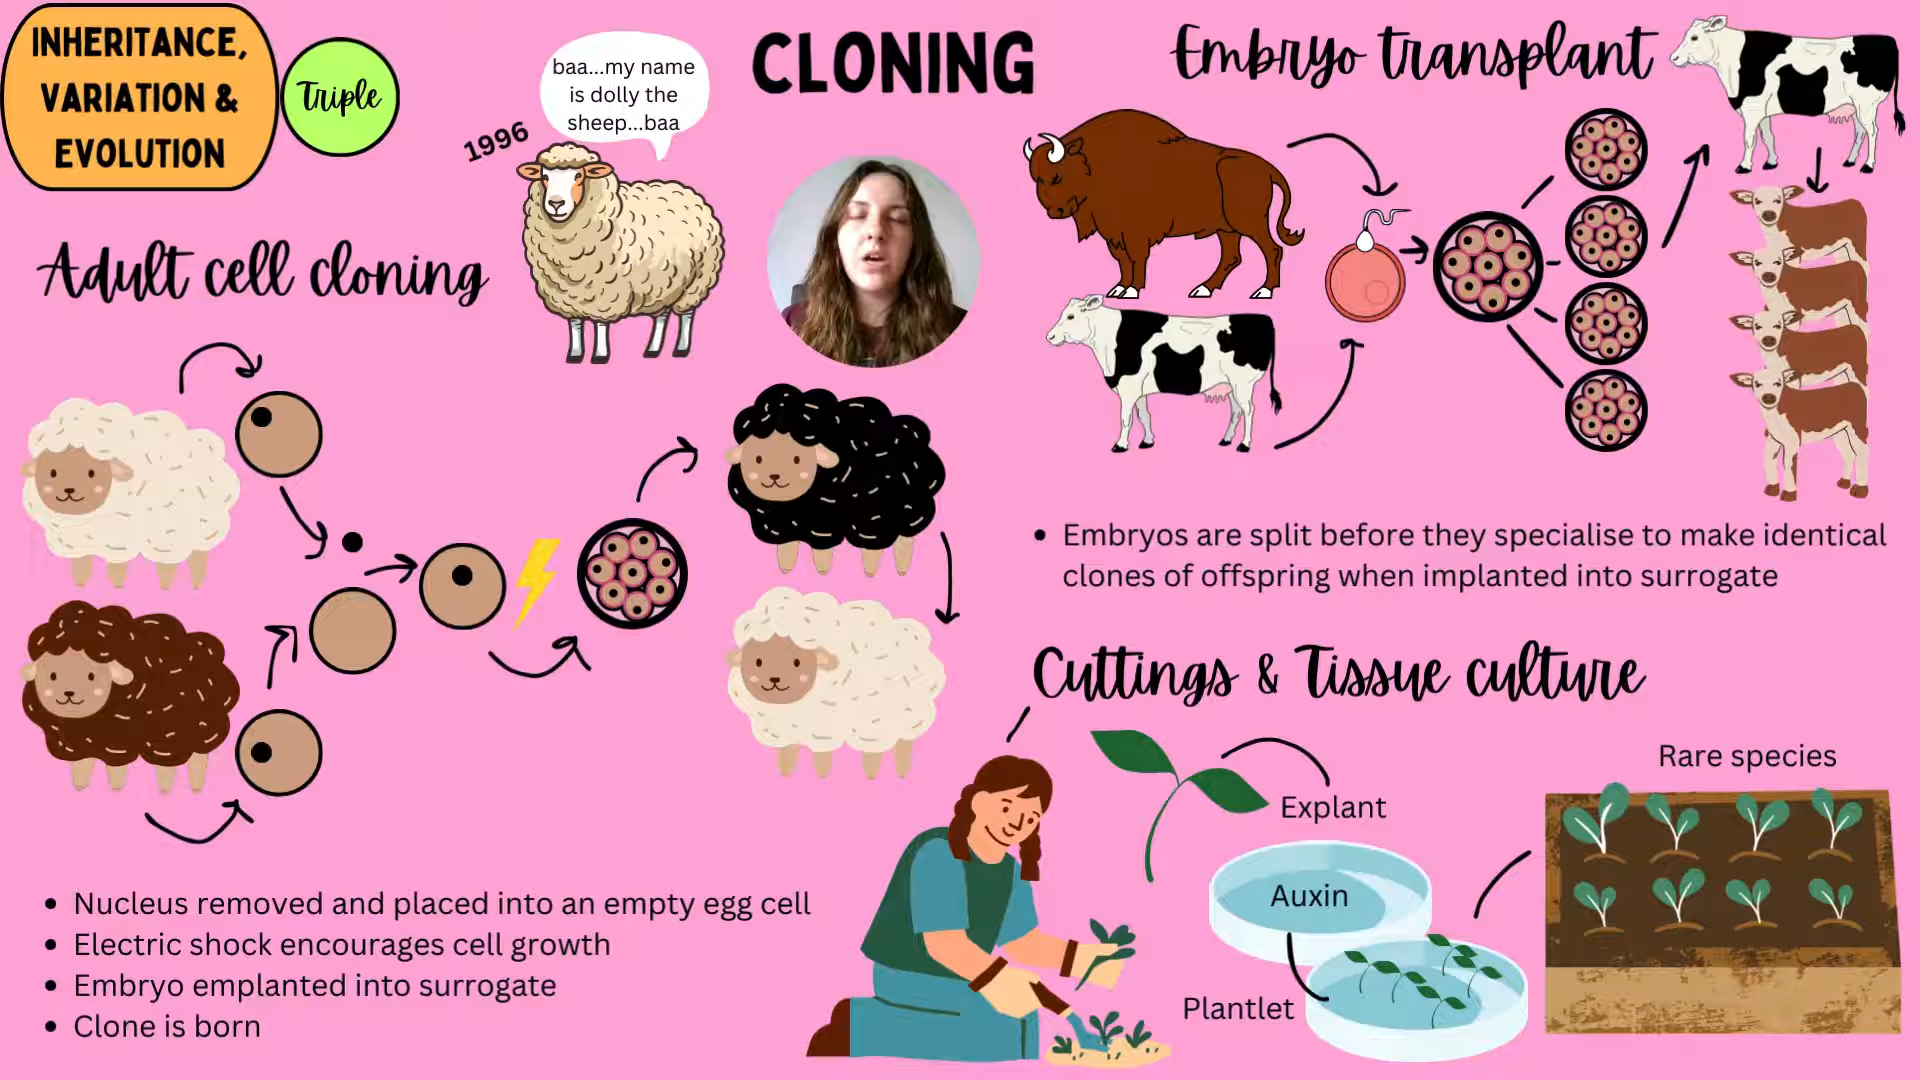 INHERITANCE,
VARIATION &
EVOLUTION
Triple
1996
baa...my name
is dolly the
sheep...baa
CLONING
Embryo transplant
Adult cell cloning
• Nucleus removed and placed into an empty egg cell
• Electric shock encourages cell growth
• Embryo emplanted into surrogate
• Clone is born
• Embryos are split before they specialise to make identical
clones of offspring when implanted into surrogate
Cuttings & Tissue culture
Explant
Auxin
Plantlet
Rare species